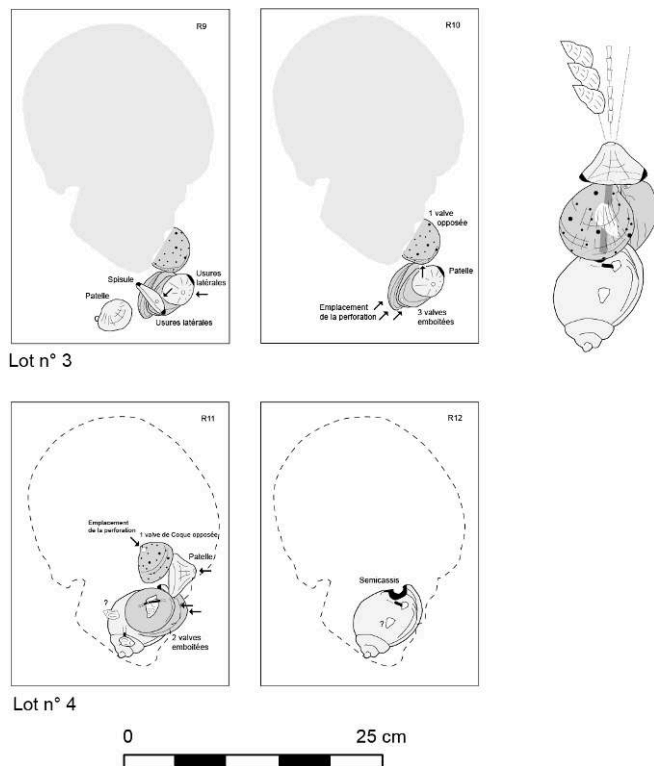 R9
Spisule
Usures
latérales
Patelle
Usures latérales
R10
1 valve
opposée
Patelle
Emplacement
de la perforation
3 valves
emboitées
Lot n° 3
R11
Emplacement
de la perforation
1 valve de Coque opposée
Patelle
?
2 valves
emboitées
R12
Semicassis
?
Lot n° 4
0
25 cm